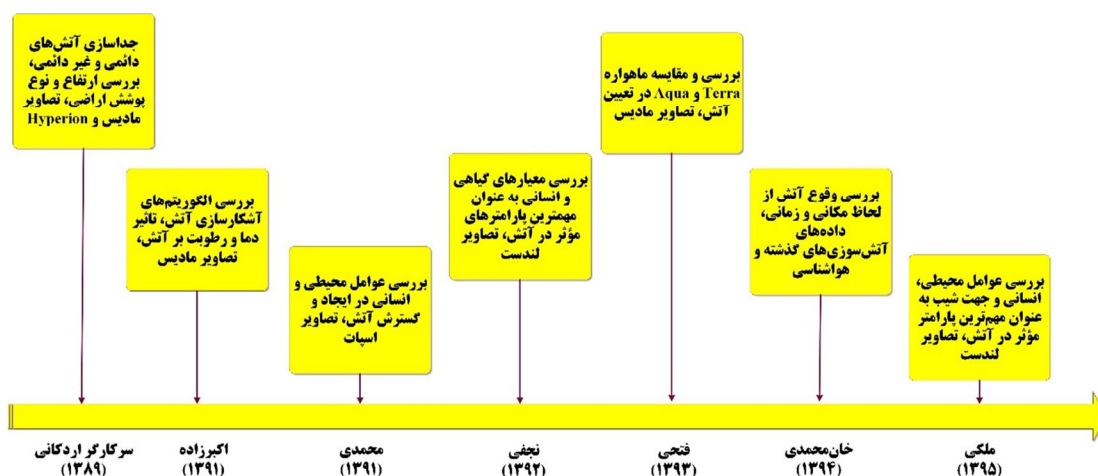 جداسازی آتش‌های
دائمی و غیر دائمی،
بررسی ارتفاع و نوع
پوشش اراضی، تصاویر
مادیس و Hyperion
بررسی الگوریتم‌های
آشکارسازی آتش، تاثیر
دما و رطوبت بر آتش،
تصاویر مادیس
بررسی عوامل محیطی و
انسانی در ایجاد و
گسترش آتش، تصاویر
اسپات
بررسی معیارهای گیاهی
و انسانی به عنوان
مهمترین پارامترهای
مؤثر در آتش، تصاویر
لندست
بررسی و مقایسه ماهواره
Terra و Aqua در تعیین
آتش، تصاویر مادیس
بررسی وقوع آتش از
لحاظ مکانی و زمانی،
داده‌های
آتش‌سوزی‌های گذشته و
هواشناسی
بررسی عوامل محیطی،
انسانی و جهت شیب به
عنوان مهم‌ترین پارامتر
مؤثر در آتش، تصاویر
لندست
سرکارگر اردکانی
(۱۳۸۹)
اکبرزاده
(۱۳۹۱)
محمدی
(۱۳۹۱)
نجفی
(۱۳۹۲)
فتحی
(۱۳۹۳)
خان‌محمدی
(۱۳۹۴)
ملکی
(۱۳۹۵)